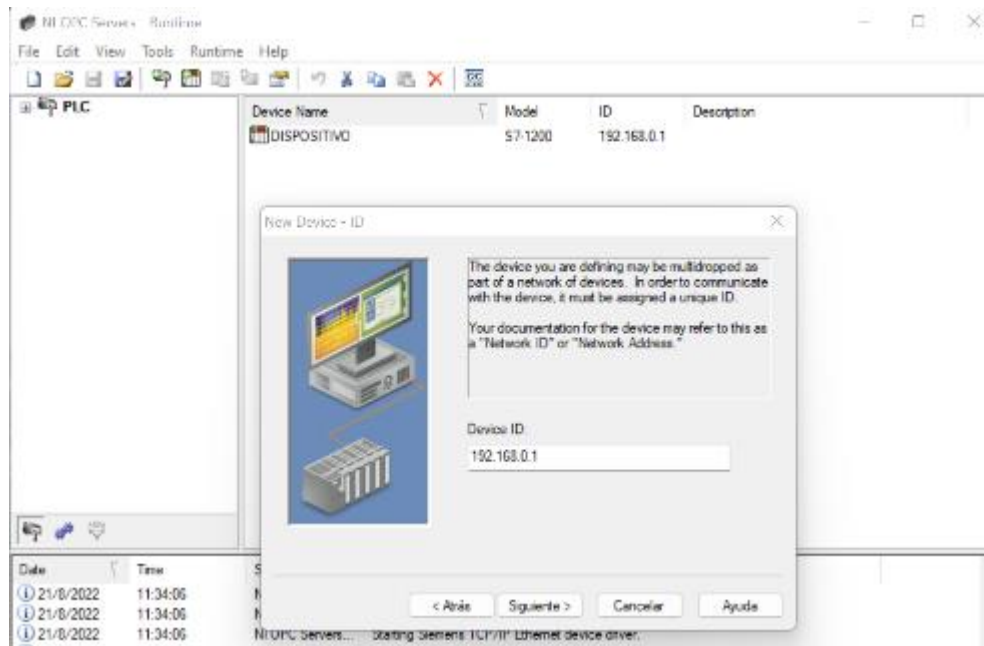 NI OPC Servers - Runtime
File Edit View Tools Runtime Help
PLC
Device Name Model ID Description
DISPOSITIVO S7-1200 192.168.0.1
New Device - ID
The device you are defining may be multidropped as
part of a network of devices. In order to communicate
with the device, it must be assigned a unique ID.
Your documentation for the device may refer to this as
a "Network ID" or "Network Address."
Device ID:
192.168.0.1
< Atrás Siguiente > Cancelar Ayuda
Date Time S
21/8/2022 11:34:06 N
21/8/2022 11:34:06 N
21/8/2022 11:34:06 NI OPC Servers... Starting Siemens TCP/IP Ethernet device driver.